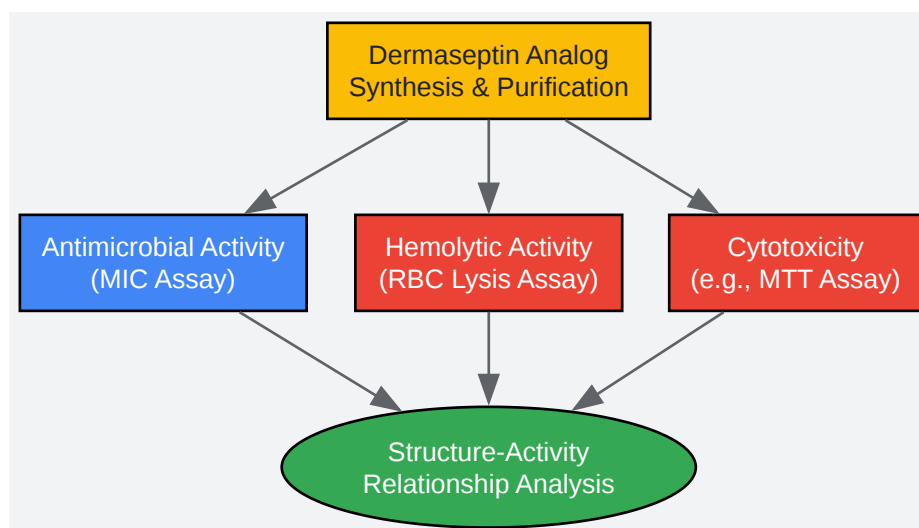 Dermaseptin Analog
Synthesis & Purification
Antimicrobial Activity
(MIC Assay)
Hemolytic Activity
(RBC Lysis Assay)
Cytotoxicity
(e.g., MTT Assay)
Structure-Activity
Relationship Analysis